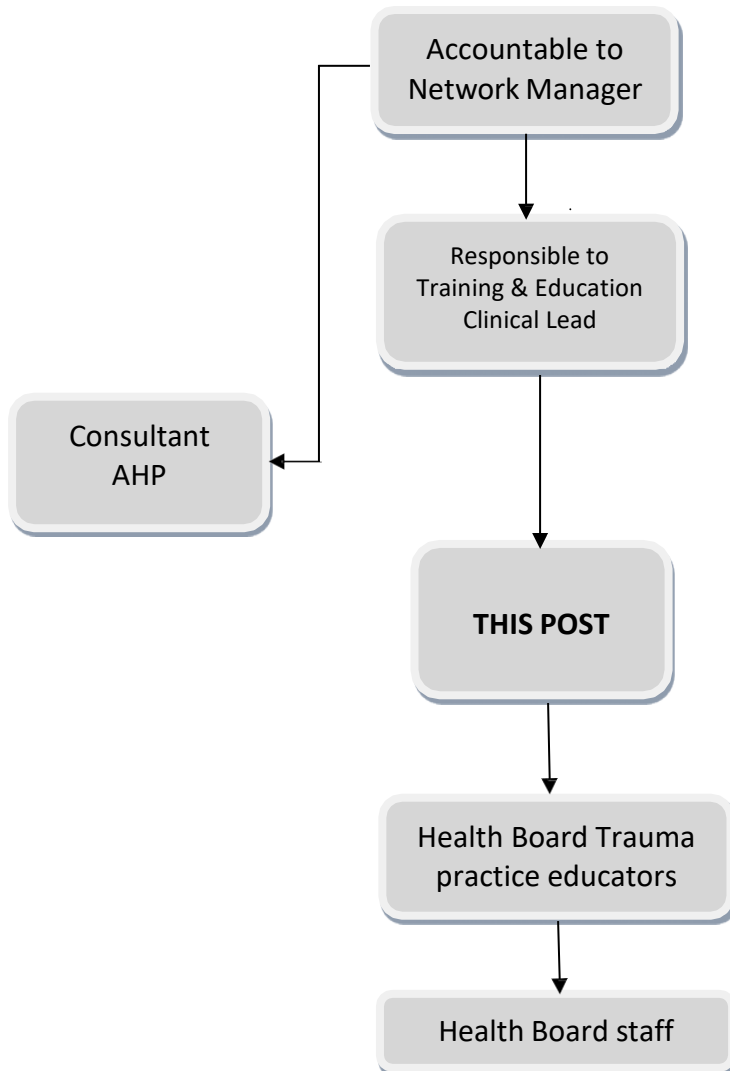 Accountable to
Network Manager
Responsible to
Training & Education
Clinical Lead
Consultant
AHP
THIS POST
Health Board Trauma
practice educators
Health Board staff